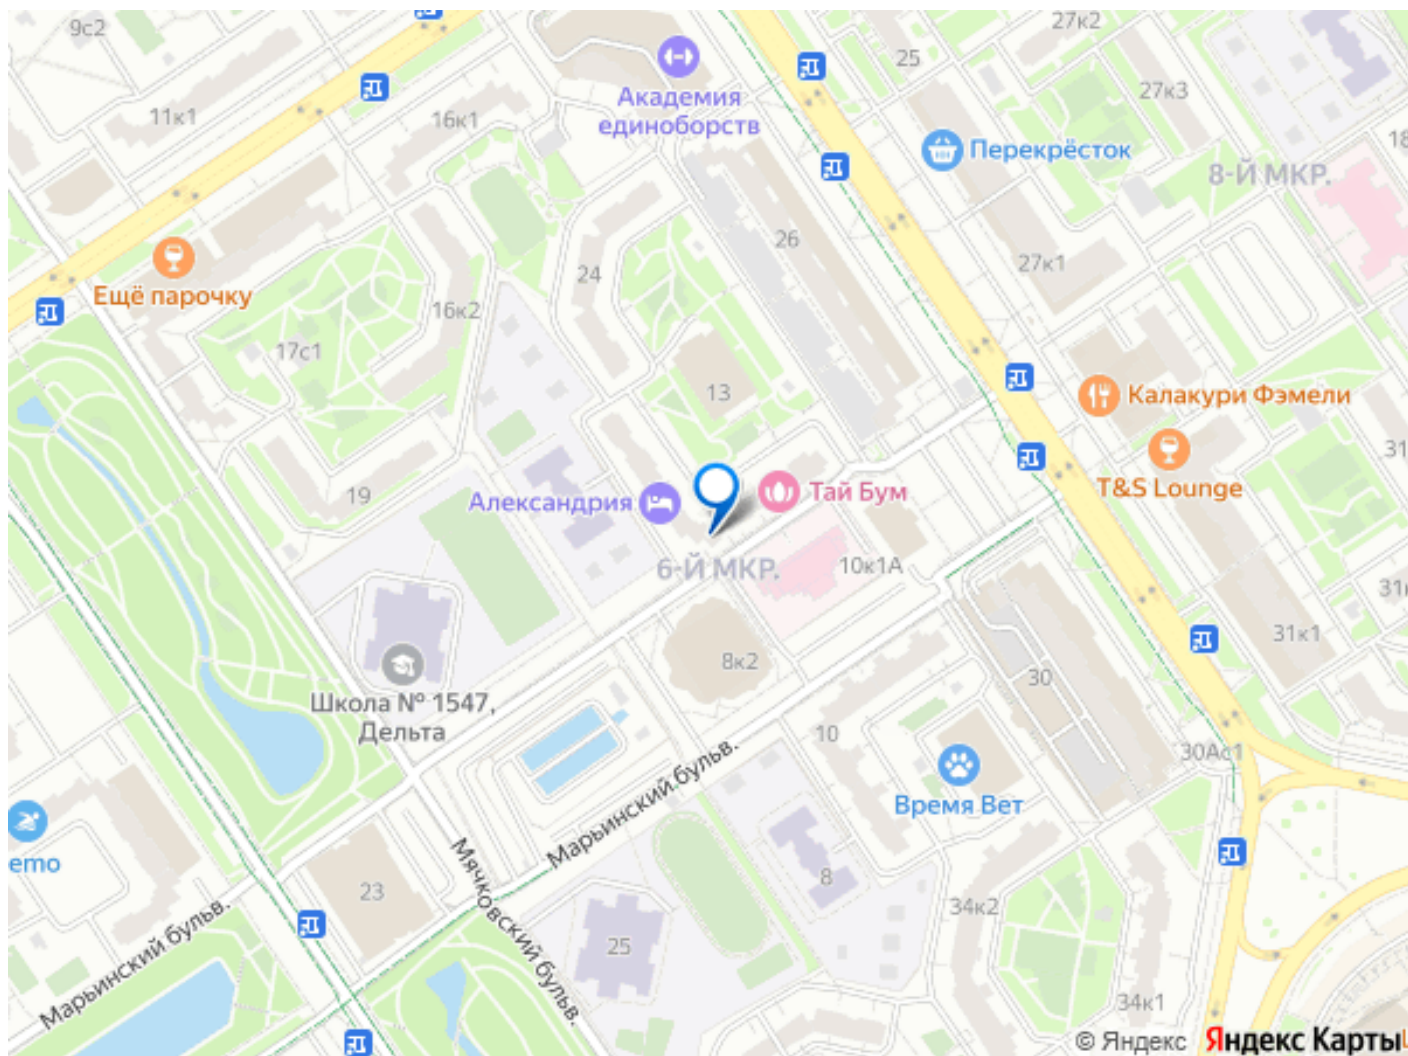 9с2
27к2
25
11к1
16к1
Академия
единоборств
27к3
Перекрёсток
18
8-Й МКР.
26
27к1
24
Ещё парочку
16к2
17с1
13
Калакури Фэмели
31
19
Александрия
Тай Бум
T&S Lounge
6-Й МКР.
10к1А
31к
31к1
8к2
30
Школа № 1547,
Дельта
10
30Ас1
Время Вет
Марьинский бульв.
emo
23
Мячковский бульв.
8
34к2
25
Марьинский бульв.
34к1
© Яндекс Яндекс Карты